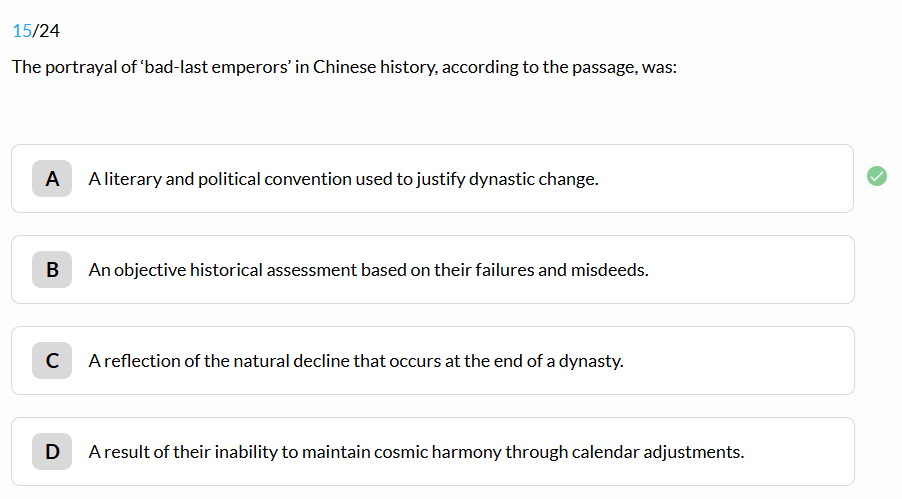 15/24
The portrayal of ‘bad-last emperors’ in Chinese history, according to the passage, was:
A A literary and political convention used to justify dynastic change.
B An objective historical assessment based on their failures and misdeeds.
C A reflection of the natural decline that occurs at the end of a dynasty.
D A result of their inability to maintain cosmic harmony through calendar adjustments.